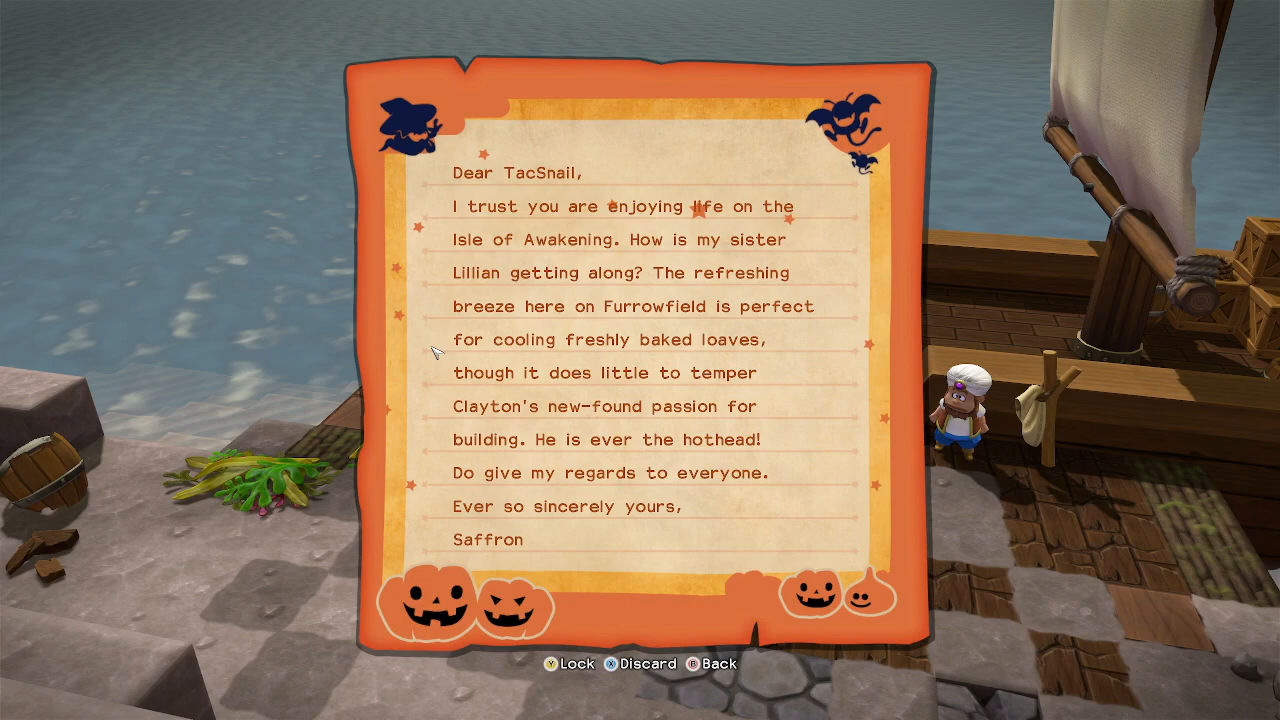 Dear TacSnail,
I trust you are enjoying life on the
Isle of Awakening. How is my sister
Lillian getting along? The refreshing
breeze here on Furrowfield is perfect
for cooling freshly baked loaves,
though it does little to temper
Clayton's new-found passion for
building. He is ever the hothead!
Do give my regards to everyone.
Ever so sincerely yours,
Saffron
Y Lock X Discard B Back